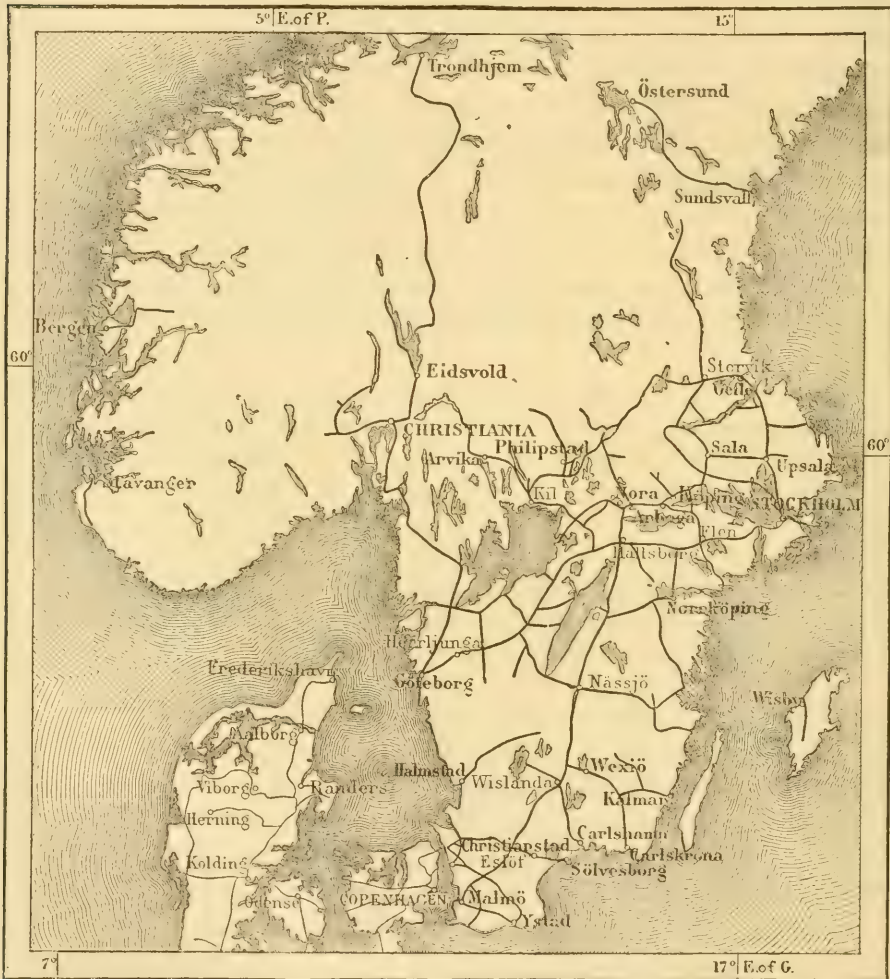 5° E. of P.
15°
Trondhjem
Östersund
Sundsvall
Bergen
60°
Eidsvold
Storvik
Gefle
CHRISTIANIA
Philipstad
Arvika
Sala
60°
Upsala
Stavanger
Kil
Nora
Köping
STOCKHOLM
Arboga
Flen
Hallsberg
Norrköping
Herrljunga
Frederikshavn
Göteborg
Nässjö
Wisby
Aalborg
Halmstad
Wexiö
Wislanda
Viborg
Randers
Kalmar
Herning
Carlshamn
Christianstad
Carlskrona
Eslöf
Kolding
Sölvesborg
Odense
COPENHAGEN
Malmö
Ystad
7°
17° E. of G.